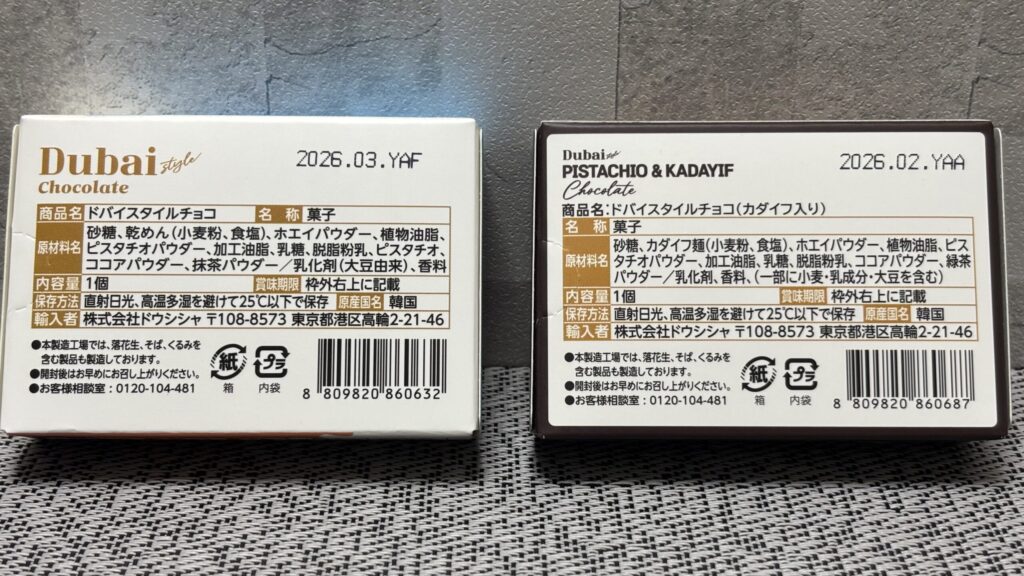 Dubai style
Chocolate
2026.03.YAF
商品名 ドバイスタイルチョコ 名称 菓子
原材料名 砂糖、乾めん(小麦粉、食塩)、ホエイパウダー、植物油脂、
ピスタチオパウダー、加工油脂、乳糖、脱脂粉乳、ピスタチオ、
ココアパウダー、抹茶パウダー/乳化剤(大豆由来)、香料
内容量 1個 賞味期限 枠外右上に記載
保存方法 直射日光、高温多湿を避けて25℃以下で保存 原産国名 韓国
輸入者 株式会社ドウシシャ 〒108-8573 東京都港区高輪2-21-46
●本製造工場では、落花生、そば、くるみを
含む製品も製造しております。
●開封後はお早めにお召し上がりください。
●お客様相談室:0120-104-481
紙 箱
プラ 内袋
8 809820 860632
Dubai style
PISTACHIO & KADAYIF
Chocolate
2026.02.YAA
商品名:ドバイスタイルチョコ(カダイフ入り)
名称 菓子
原材料名 砂糖、カダイフ麺(小麦粉、食塩)、ホエイパウダー、植物油脂、ピス
タチオパウダー、加工油脂、乳糖、脱脂粉乳、ココアパウダー、緑茶
パウダー/乳化剤、香料、(一部に小麦・乳成分・大豆を含む)
内容量 1個 賞味期限 枠外右上に記載
保存方法 直射日光、高温多湿を避けて25℃以下で保存 原産国名 韓国
輸入者 株式会社ドウシシャ 〒108-8573 東京都港区高輪2-21-46
●本製造工場では、落花生、そば、くるみを
含む製品も製造しております。
●開封後はお早めにお召し上がりください。
●お客様相談室:0120-104-481
紙 箱
プラ 内袋
8 809820 860687